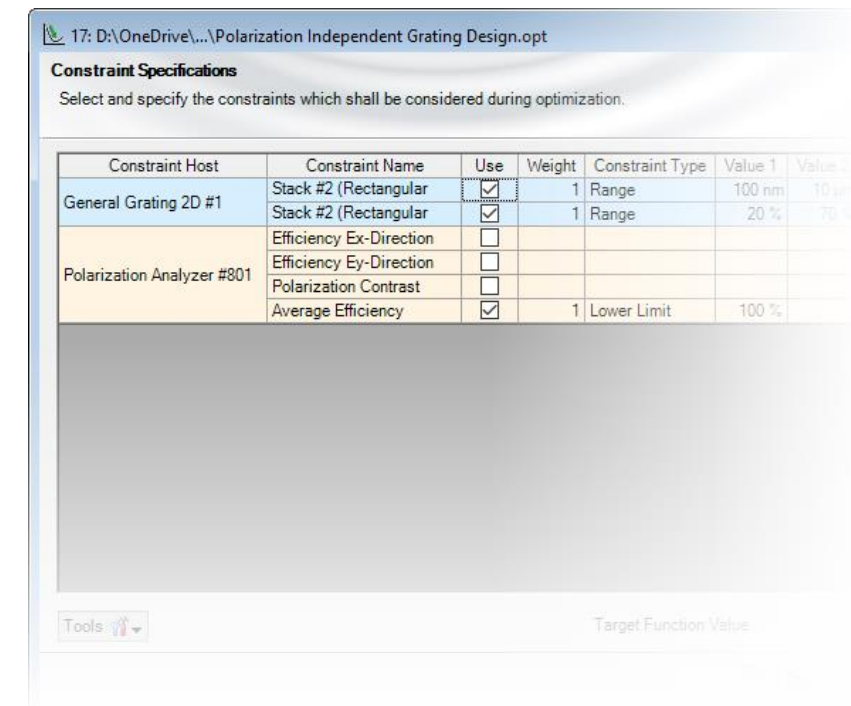 17: D:\OneDrive\...\Polarization Independent Grating Design.opt
Constraint Specifications
Select and specify the constraints which shall be considered during optimization.
Constraint Host Constraint Name Use Weight Constraint Type Value 1 Value
General Grating 2D #1
Stack #2 (Rectangular 1 Range 100 nm 10
Stack #2 (Rectangular 1 Range 20 % 70
Polarization Analyzer #801
Efficiency Ex-Direction
Efficiency Ey-Direction
Polarization Contrast
Average Efficiency 1 Lower Limit 100 %
Tools Target Function Value